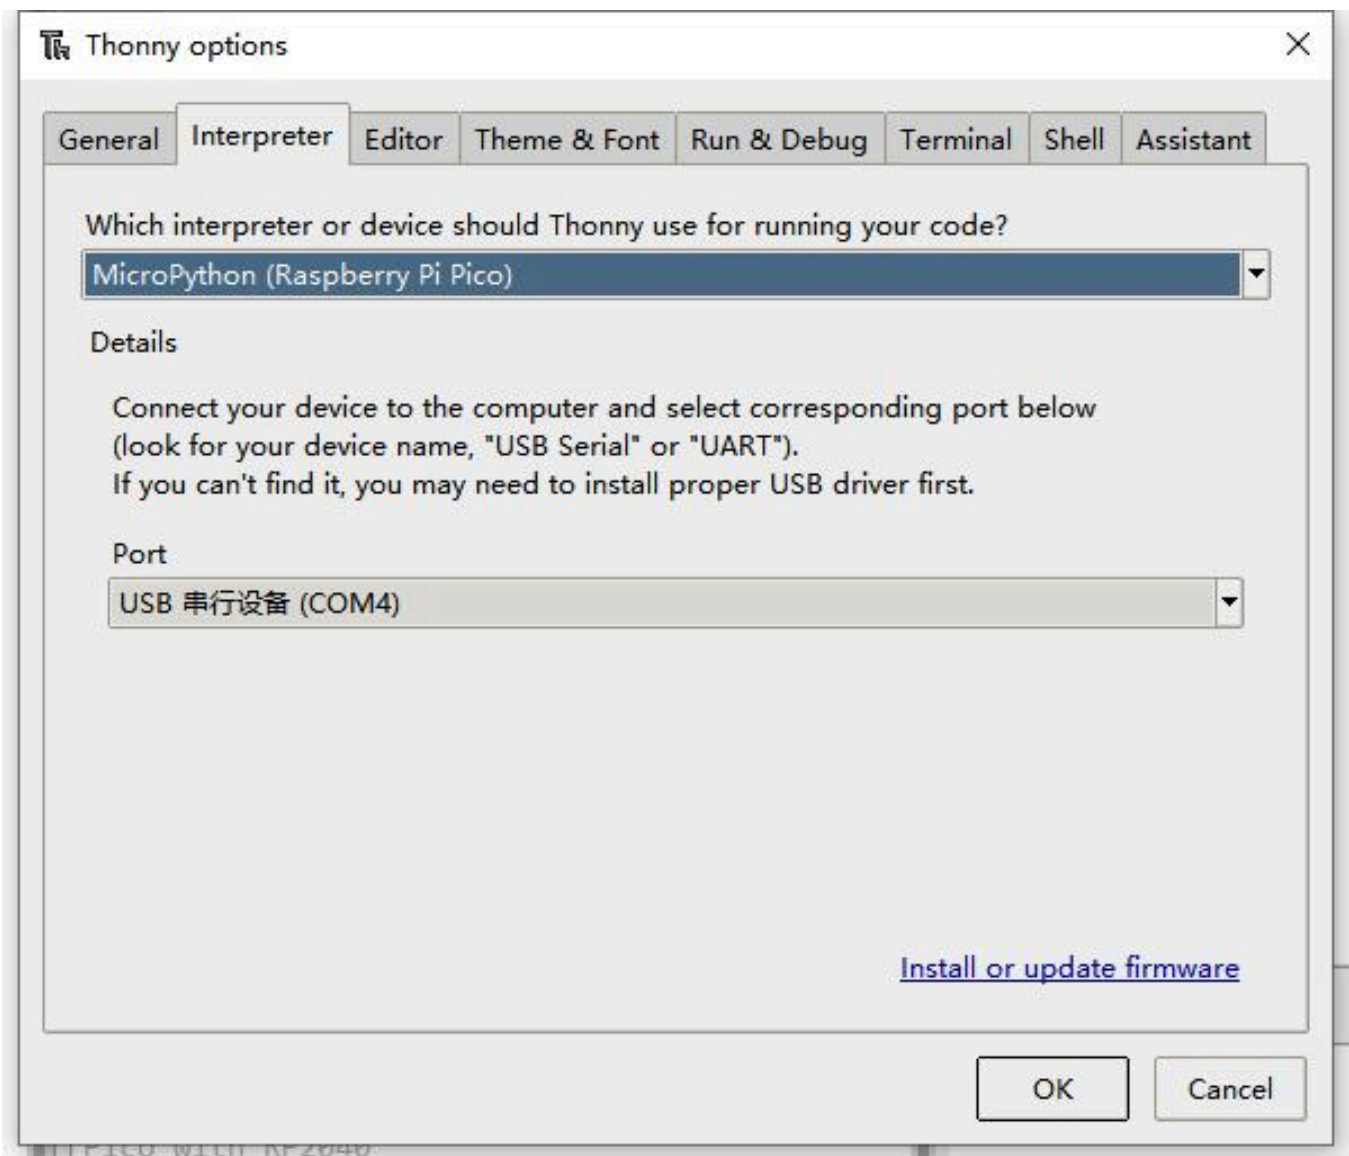 Thonny options
General Interpreter Editor Theme & Font Run & Debug Terminal Shell Assistant
Which interpreter or device should Thonny use for running your code?
MicroPython (Raspberry Pi Pico)
Details
Connect your device to the computer and select corresponding port below
(look for your device name, "USB Serial" or "UART").
If you can't find it, you may need to install proper USB driver first.
Port
USB 串行设备 (COM4)
Install or update firmware
OK Cancel
Pico with RP2040